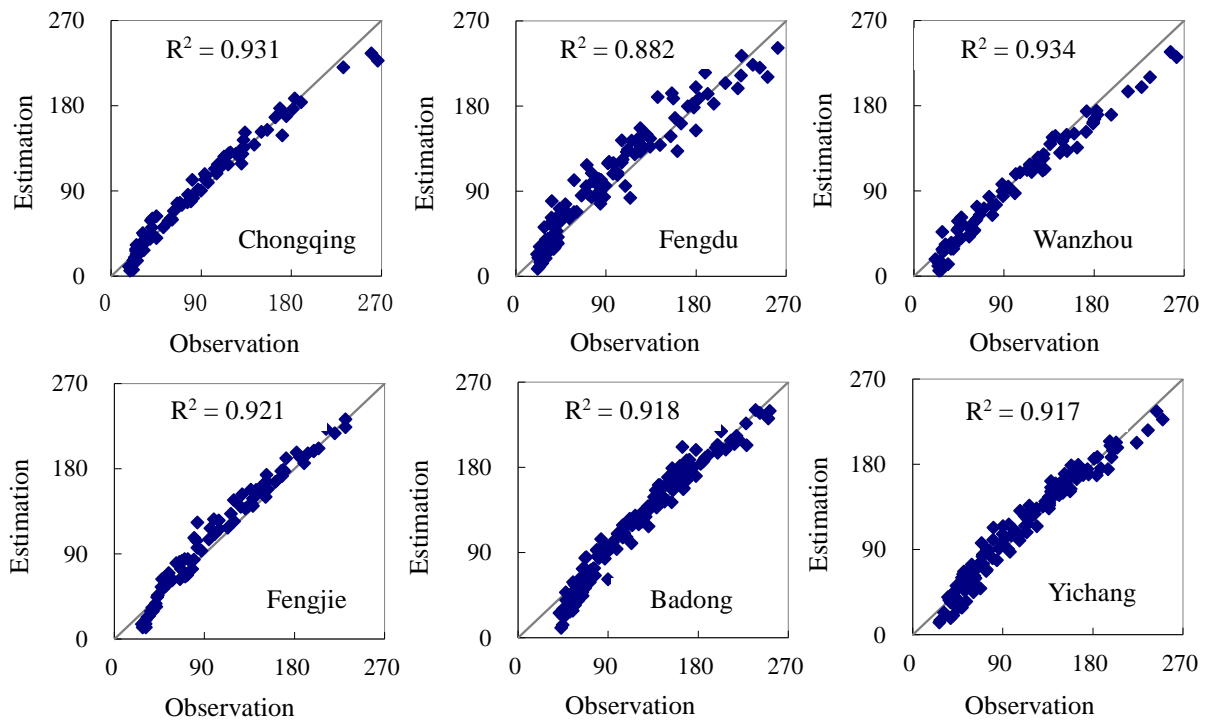 270
R² = 0.931
180
Estimation
90
Chongqing
0
0 90 180 270
Observation
270
R² = 0.882
180
Estimation
90
Fengdu
0
0 90 180 270
Observation
270
R² = 0.934
180
Estimation
90
Wanzhou
0
0 90 180 270
Observation
270
R² = 0.921
180
Estimation
90
Fengjie
0
0 90 180 270
Observation
270
R² = 0.918
180
Estimation
90
Badong
0
0 90 180 270
Observation
270
R² = 0.917
180
Estimation
90
Yichang
0
0 90 180 270
Observation